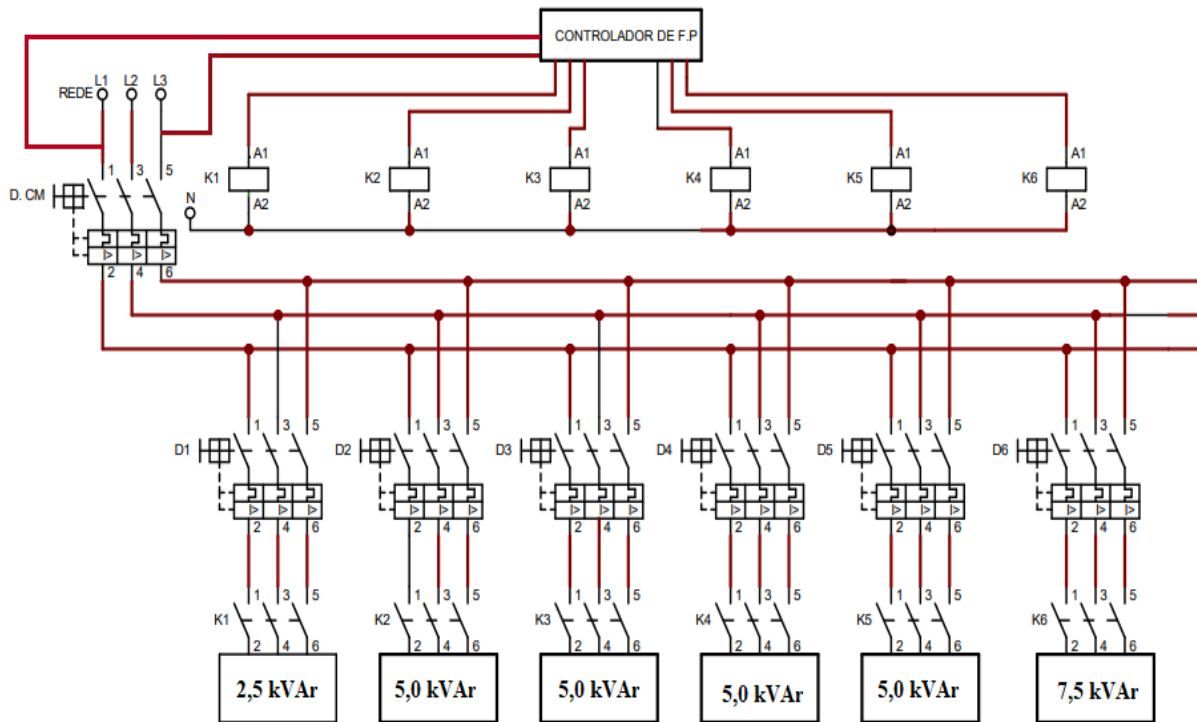 CONTROLADOR DE F.P
L1 L2 L3
REDE
A1 A1 A1 A1 A1 A1
K1 K2 K3 K4 K5 K6
A2 A2 A2 A2 A2 A2
1 3 5
D. CM
N
I> I> I>
2 4 6
1 3 5 1 3 5 1 3 5 1 3 5 1 3 5 1 3 5
D1 D2 D3 D4 D5 D6
I> I> I> I> I> I> I> I> I> I> I> I> I> I> I> I> I> I>
2 4 6 2 4 6 2 4 6 2 4 6 2 4 6 2 4 6
1 3 5 1 3 5 1 3 5 1 3 5 1 3 5 1 3 5
K1 K2 K3 K4 K5 K6
2 4 6 2 4 6 2 4 6 2 4 6 2 4 6 2 4 6
2,5 kVAr 5,0 kVAr 5,0 kVAr 5,0 kVAr 5,0 kVAr 7,5 kVAr